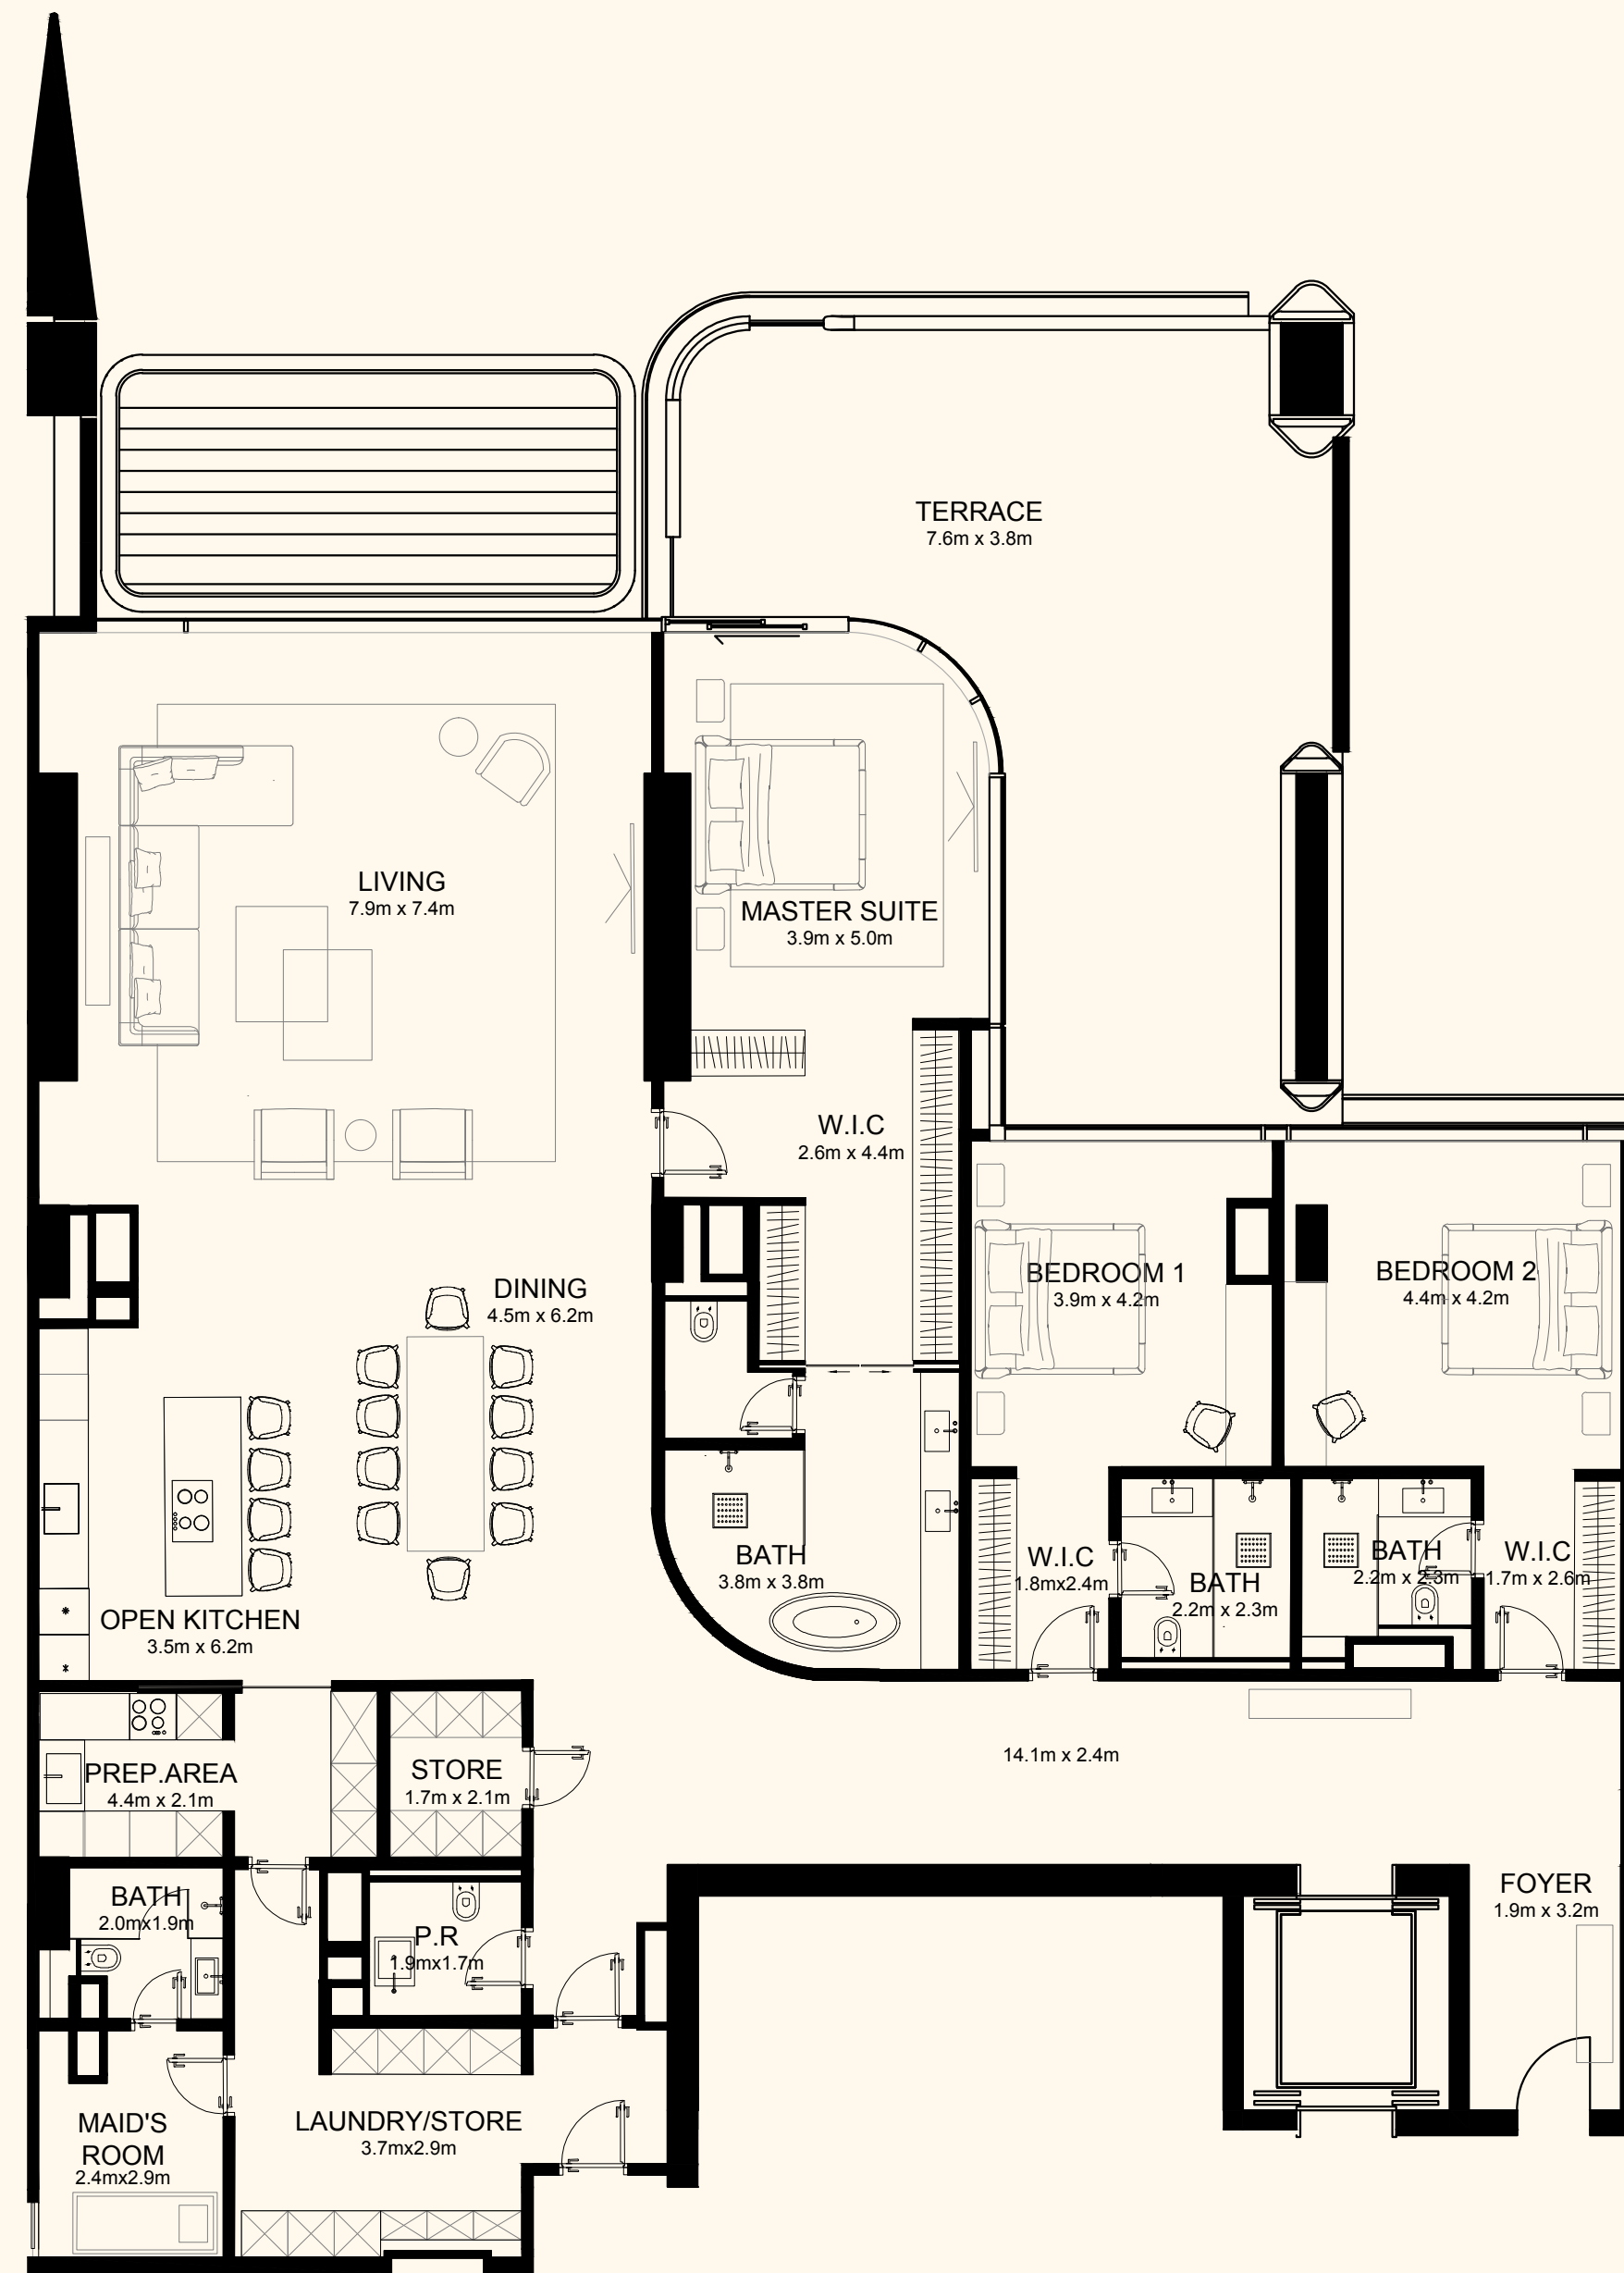 TERRACE
7.6m x 3.8m
LIVING
7.9m x 7.4m
MASTER SUITE
3.9m x 5.0m
W.I.C
2.6m x 4.4m
DINING
4.5m x 6.2m
BEDROOM 1
3.9m x 4.2m
BEDROOM 2
4.4m x 4.2m
BATH
3.8m x 3.8m
W.I.C
1.8mx2.4m
BATH
2.2m x 2.3m
BATH
2.2m x 2.3m
W.I.C
1.7m x 2.6m
OPEN KITCHEN
3.5m x 6.2m
PREP.AREA
4.4m x 2.1m
STORE
1.7m x 2.1m
14.1m x 2.4m
BATH
2.0mx1.9m
P.R
1.9mx1.7m
FOYER
1.9m x 3.2m
MAID'S
ROOM
2.4mx2.9m
LAUNDRY/STORE
3.7mx2.9m